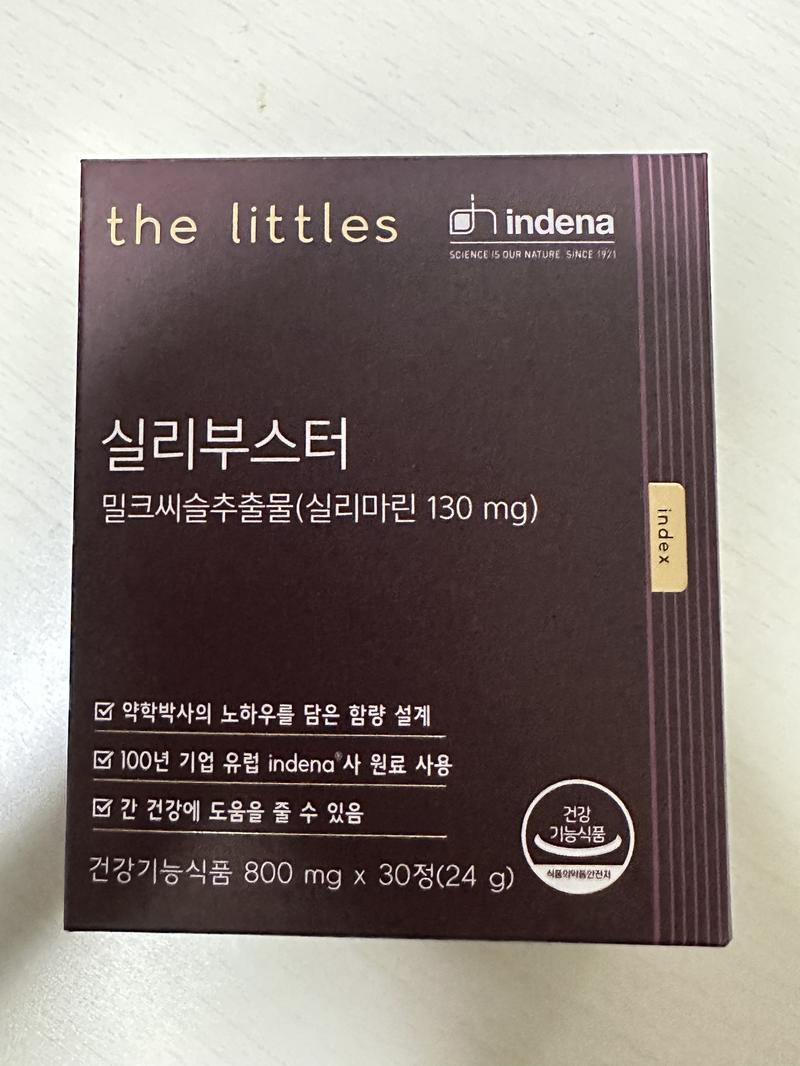 the littles
indena
SCIENCE IS OUR NATURE. SINCE 1921
실리부스터
밀크씨슬추출물(실리마린 130 mg)
index
약학박사의 노하우를 담은 함량 설계
100년 기업 유럽 indena®사 원료 사용
간 건강에 도움을 줄 수 있음
건강기능식품 800 mg x 30정(24 g)
건강
기능식품
식품의약품안전처